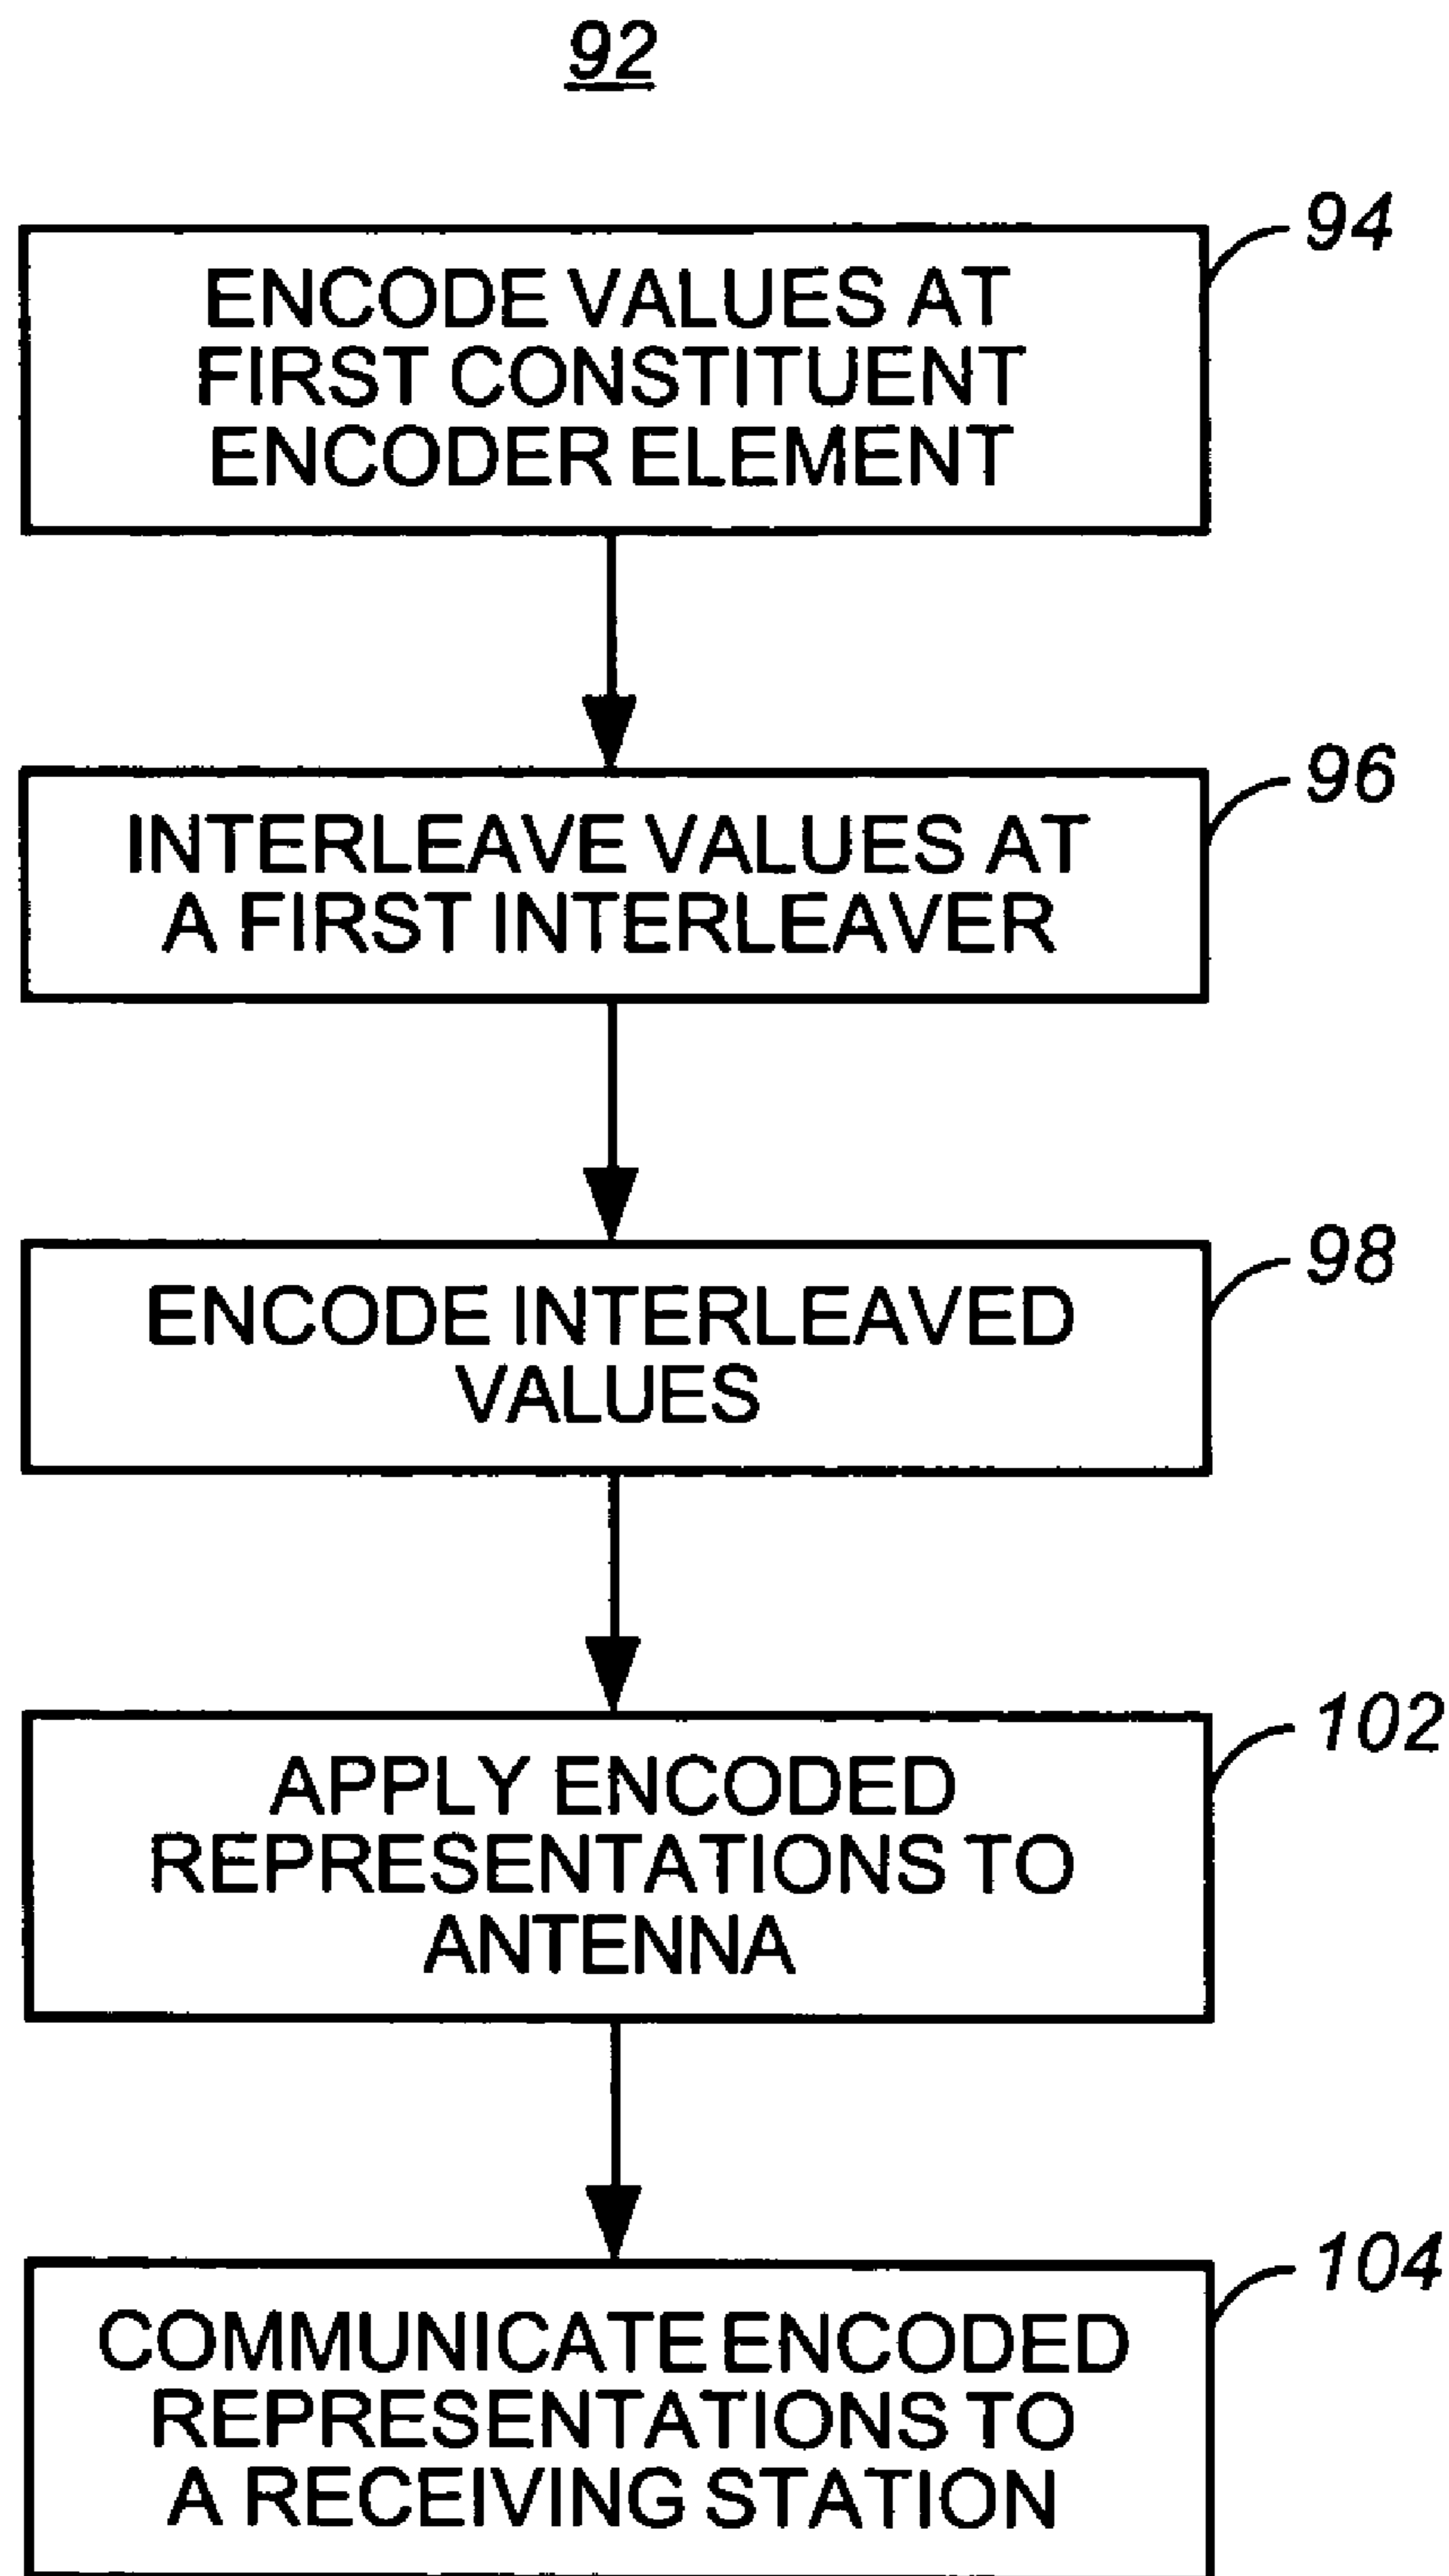 92
94
ENCODE VALUES AT
FIRST CONSTITUENT
ENCODER ELEMENT
96
INTERLEAVE VALUES AT
A FIRST INTERLEAVER
98
ENCODE INTERLEAVED
VALUES
102
APPLY ENCODED
REPRESENTATIONS TO
ANTENNA
104
COMMUNICATE ENCODED
REPRESENTATIONS TO
A RECEIVING STATION